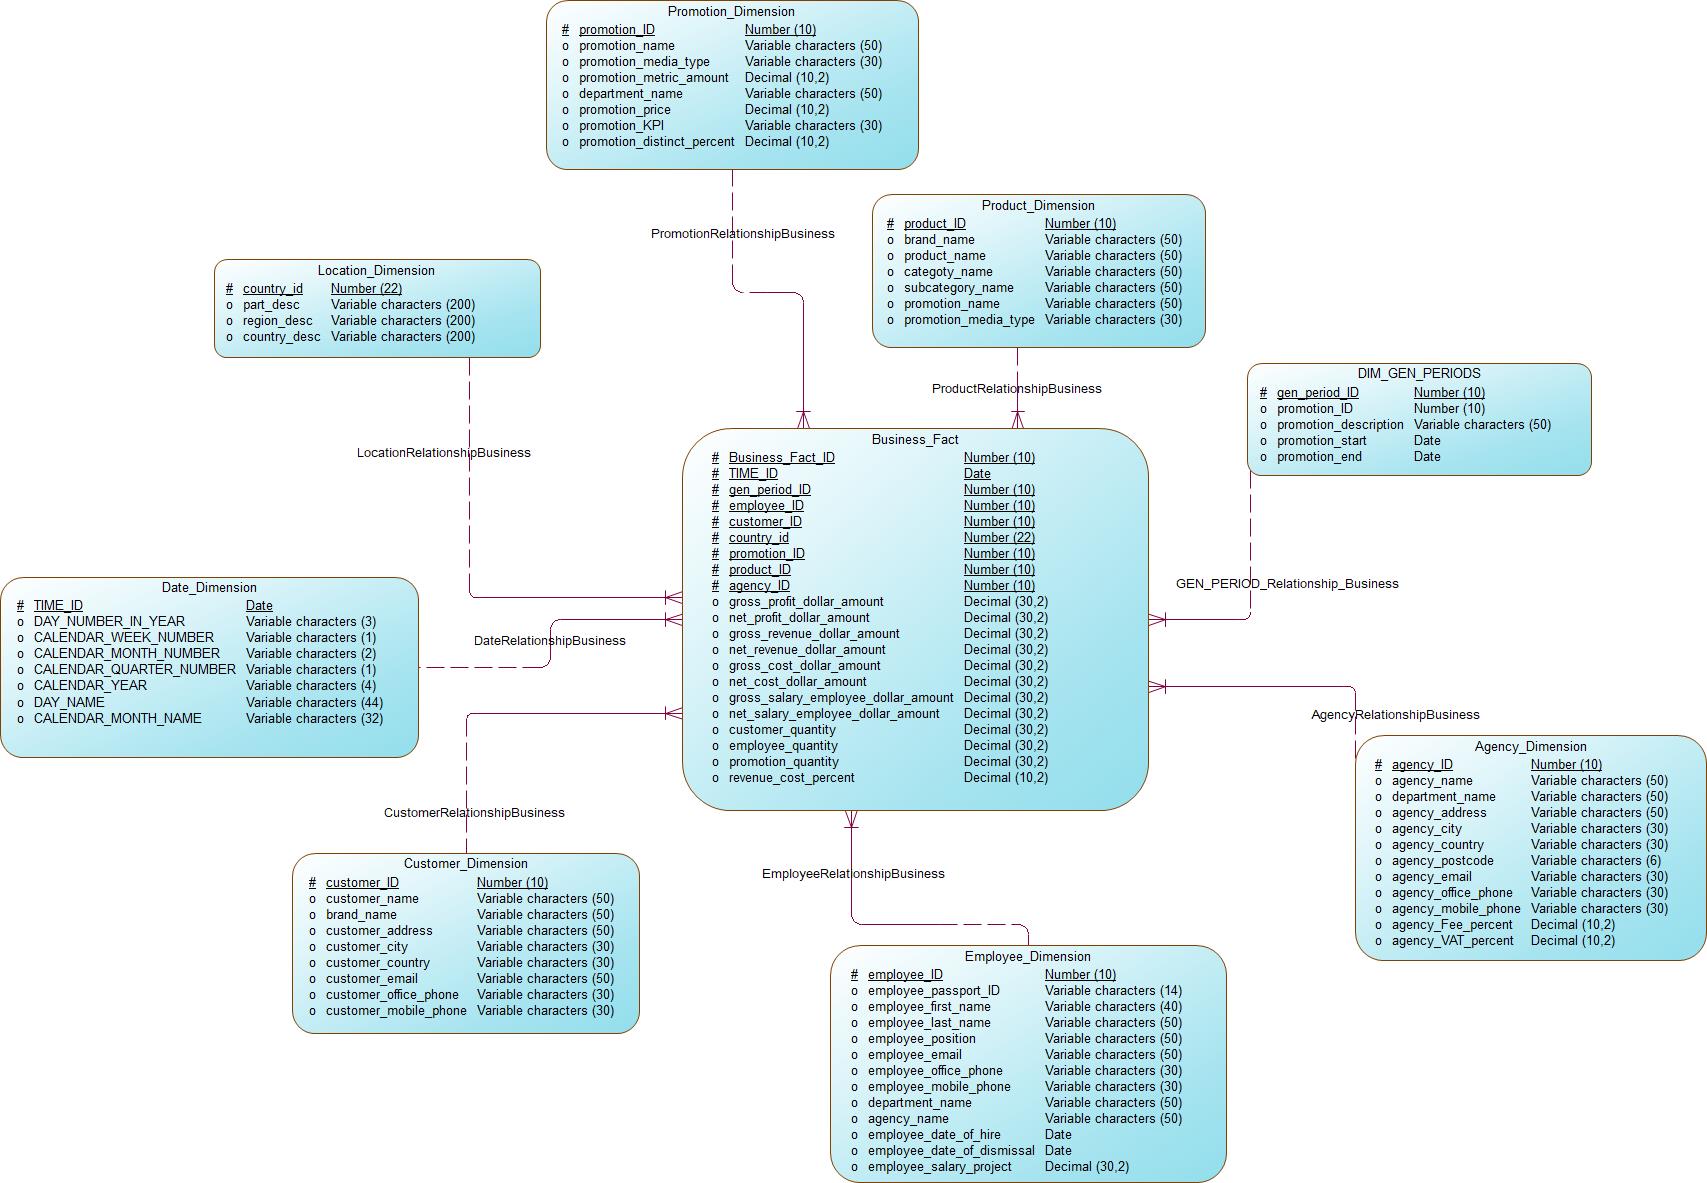 Promotion_Dimension
# promotion_ID Number (10)
o promotion_name Variable characters (50)
o promotion_media_type Variable characters (30)
o promotion_metric_amount Decimal (10,2)
o department_name Variable characters (50)
o promotion_price Decimal (10,2)
o promotion_KPI Variable characters (30)
o promotion_distinct_percent Decimal (10,2)
PromotionRelationshipBusiness
Product_Dimension
# product_ID Number (10)
o brand_name Variable characters (50)
o product_name Variable characters (50)
o categoty_name Variable characters (50)
o subcategory_name Variable characters (50)
o promotion_name Variable characters (50)
o promotion_media_type Variable characters (30)
ProductRelationshipBusiness
Location_Dimension
# country_id Number (22)
o part_desc Variable characters (200)
o region_desc Variable characters (200)
o country_desc Variable characters (200)
LocationRelationshipBusiness
DIM_GEN_PERIODS
# gen_period_ID Number (10)
o promotion_ID Number (10)
o promotion_description Variable characters (50)
o promotion_start Date
o promotion_end Date
GEN_PERIOD_Relationship_Business
Business_Fact
# Business_Fact_ID Number (10)
# TIME_ID Date
# gen_period_ID Number (10)
# employee_ID Number (10)
# customer_ID Number (10)
# country_id Number (22)
# promotion_ID Number (10)
# product_ID Number (10)
# agency_ID Number (10)
o gross_profit_dollar_amount Decimal (30,2)
o net_profit_dollar_amount Decimal (30,2)
o gross_revenue_dollar_amount Decimal (30,2)
o net_revenue_dollar_amount Decimal (30,2)
o gross_cost_dollar_amount Decimal (30,2)
o net_cost_dollar_amount Decimal (30,2)
o gross_salary_employee_dollar_amount Decimal (30,2)
o net_salary_employee_dollar_amount Decimal (30,2)
o customer_quantity Decimal (30,2)
o employee_quantity Decimal (30,2)
o promotion_quantity Decimal (30,2)
o revenue_cost_percent Decimal (10,2)
Date_Dimension
# TIME_ID Date
o DAY_NUMBER_IN_YEAR Variable characters (3)
o CALENDAR_WEEK_NUMBER Variable characters (1)
o CALENDAR_MONTH_NUMBER Variable characters (2)
o CALENDAR_QUARTER_NUMBER Variable characters (1)
o CALENDAR_YEAR Variable characters (4)
o DAY_NAME Variable characters (44)
o CALENDAR_MONTH_NAME Variable characters (32)
DateRelationshipBusiness
AgencyRelationshipBusiness
Agency_Dimension
# agency_ID Number (10)
o agency_name Variable characters (50)
o department_name Variable characters (50)
o agency_address Variable characters (50)
o agency_city Variable characters (30)
o agency_country Variable characters (30)
o agency_postcode Variable characters (6)
o agency_email Variable characters (30)
o agency_office_phone Variable characters (30)
o agency_mobile_phone Variable characters (30)
o agency_Fee_percent Decimal (10,2)
o agency_VAT_percent Decimal (10,2)
CustomerRelationshipBusiness
Customer_Dimension
# customer_ID Number (10)
o customer_name Variable characters (50)
o brand_name Variable characters (50)
o customer_address Variable characters (50)
o customer_city Variable characters (30)
o customer_country Variable characters (30)
o customer_email Variable characters (50)
o customer_office_phone Variable characters (30)
o customer_mobile_phone Variable characters (30)
EmployeeRelationshipBusiness
Employee_Dimension
# employee_ID Number (10)
o employee_passport_ID Variable characters (14)
o employee_first_name Variable characters (40)
o employee_last_name Variable characters (50)
o employee_position Variable characters (50)
o employee_email Variable characters (50)
o employee_office_phone Variable characters (30)
o employee_mobile_phone Variable characters (30)
o department_name Variable characters (50)
o agency_name Variable characters (50)
o employee_date_of_hire Date
o employee_date_of_dismissal Date
o employee_salary_project Decimal (30,2)